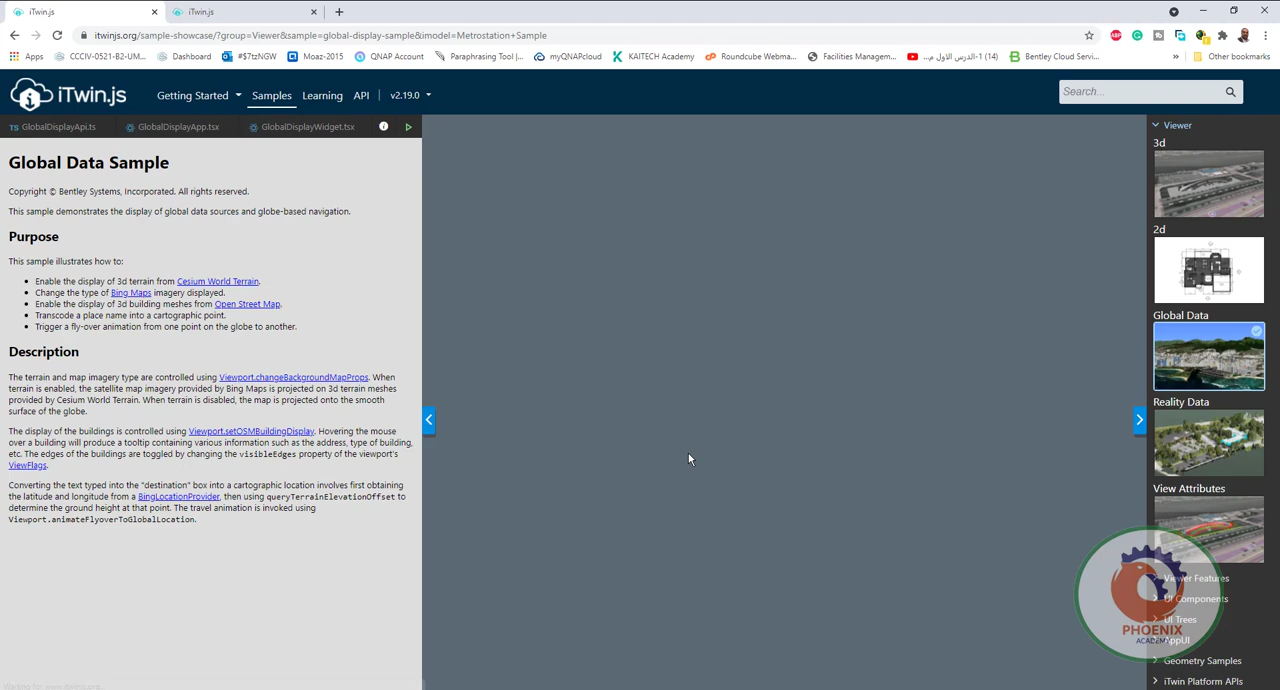 iTwin.js
iTwin.js
itwinjs.org/sample-showcase/?group=Viewer&sample=global-display-sample&imodel=Metrostation+Sample
Apps
CCCIV-0521-B2-UM...
Dashboard
#$7tzNGW
Moaz-2015
QNAP Account
Paraphrasing Tool |...
myQNAPcloud
KAITECH Academy
Roundcube Webma...
Facilities Managem...
(14) 1-الدرس الاول م...
Bentley Cloud Servi...
»
Other bookmarks
iTwin.js
Getting Started
Samples
Learning
API
v2.19.0
Search...
TS GlobalDisplayApi.ts
GlobalDisplayApp.tsx
GlobalDisplayWidget.tsx
Global Data Sample
Copyright © Bentley Systems, Incorporated. All rights reserved.
This sample demonstrates the display of global data sources and globe-based navigation.
Purpose
This sample illustrates how to:
• Enable the display of 3d terrain from Cesium World Terrain.
• Change the type of Bing Maps imagery displayed.
• Enable the display of 3d building meshes from Open Street Map.
• Transcode a place name into a cartographic point.
• Trigger a fly-over animation from one point on the globe to another.
Description
The terrain and map imagery type are controlled using Viewport.changeBackgroundMapProps. When
terrain is enabled, the satellite map imagery provided by Bing Maps is projected on 3d terrain meshes
provided by Cesium World Terrain. When terrain is disabled, the map is projected onto the smooth
surface of the globe.
The display of the buildings is controlled using Viewport.setOSMBuildingDisplay. Hovering the mouse
over a building will produce a tooltip containing various information such as the address, type of building,
etc. The edges of the buildings are toggled by changing the visibleEdges property of the viewport's
ViewFlags.
Converting the text typed into the "destination" box into a cartographic location involves first obtaining
the latitude and longitude from a BingLocationProvider, then using queryTerrainElevationOffset to
determine the ground height at that point. The travel animation is invoked using
Viewport.animateFlyoverToGlobalLocation.
Viewer
3d
2d
Global Data
Reality Data
View Attributes
Viewer Features
UI Components
UI Trees
AppUI
Geometry Samples
iTwin Platform APIs
PHOENIX
ACADEMY